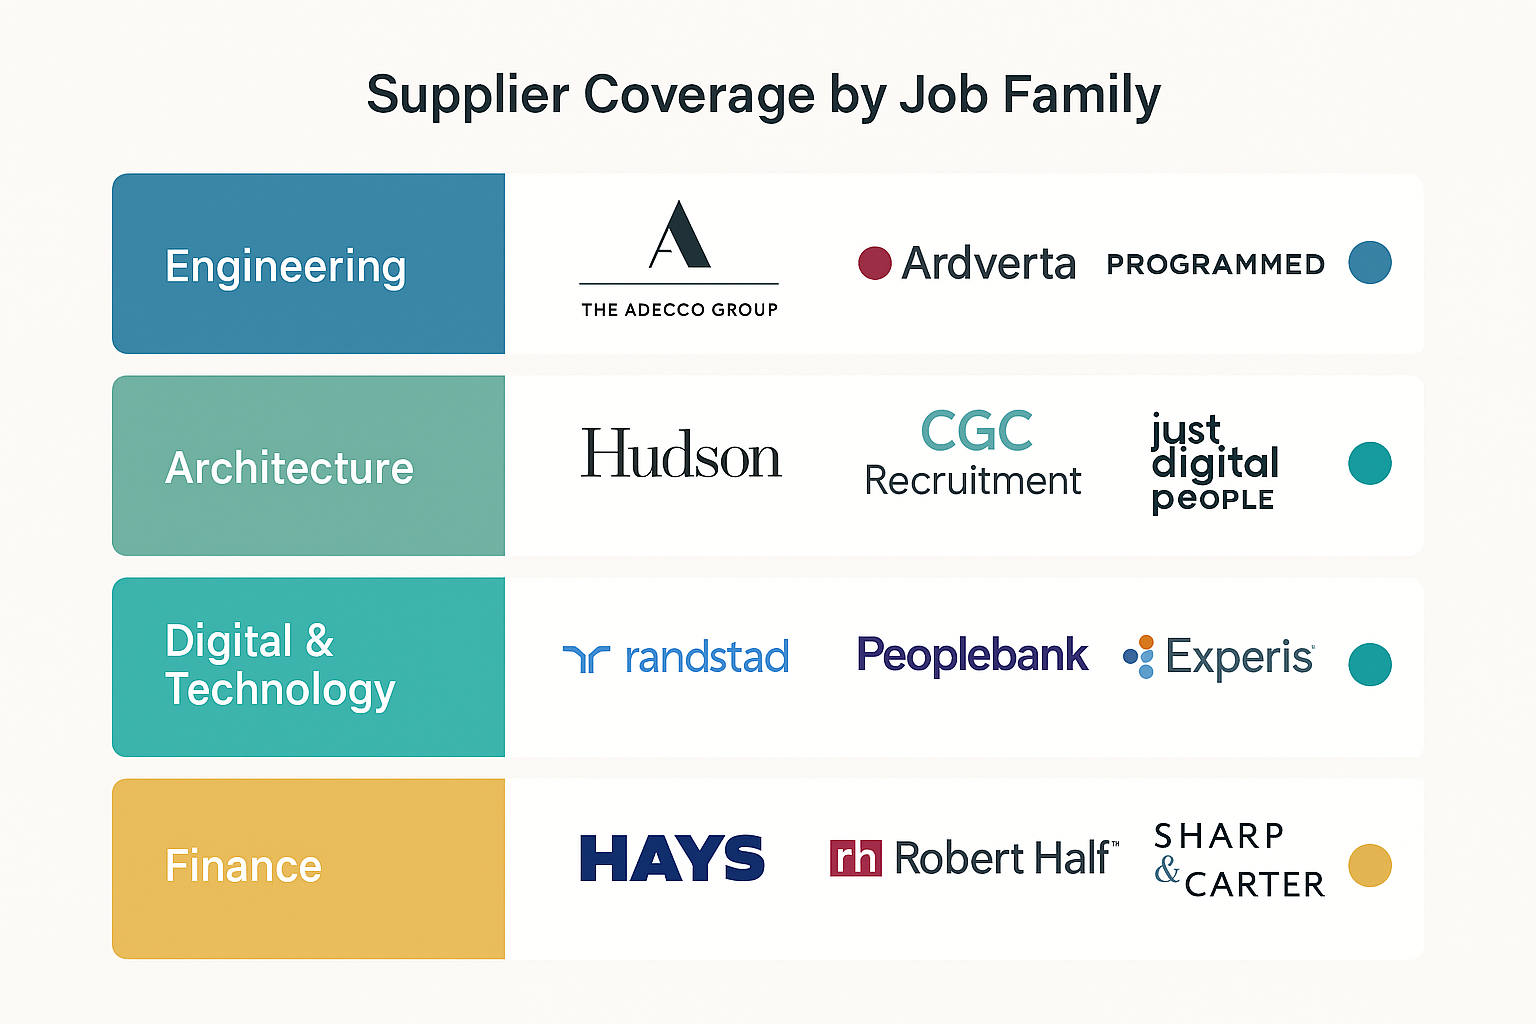 Supplier Coverage by Job Family
Engineering
A
THE ADECCO GROUP
Ardverta
PROGRAMMED
Architecture
Hudson
CGC
Recruitment
just
digital
peOPLE
Digital &
Technology
randstad
Peoplebank
Experis
Finance
HAYS
rh Robert Half™
SHARP
& CARTER